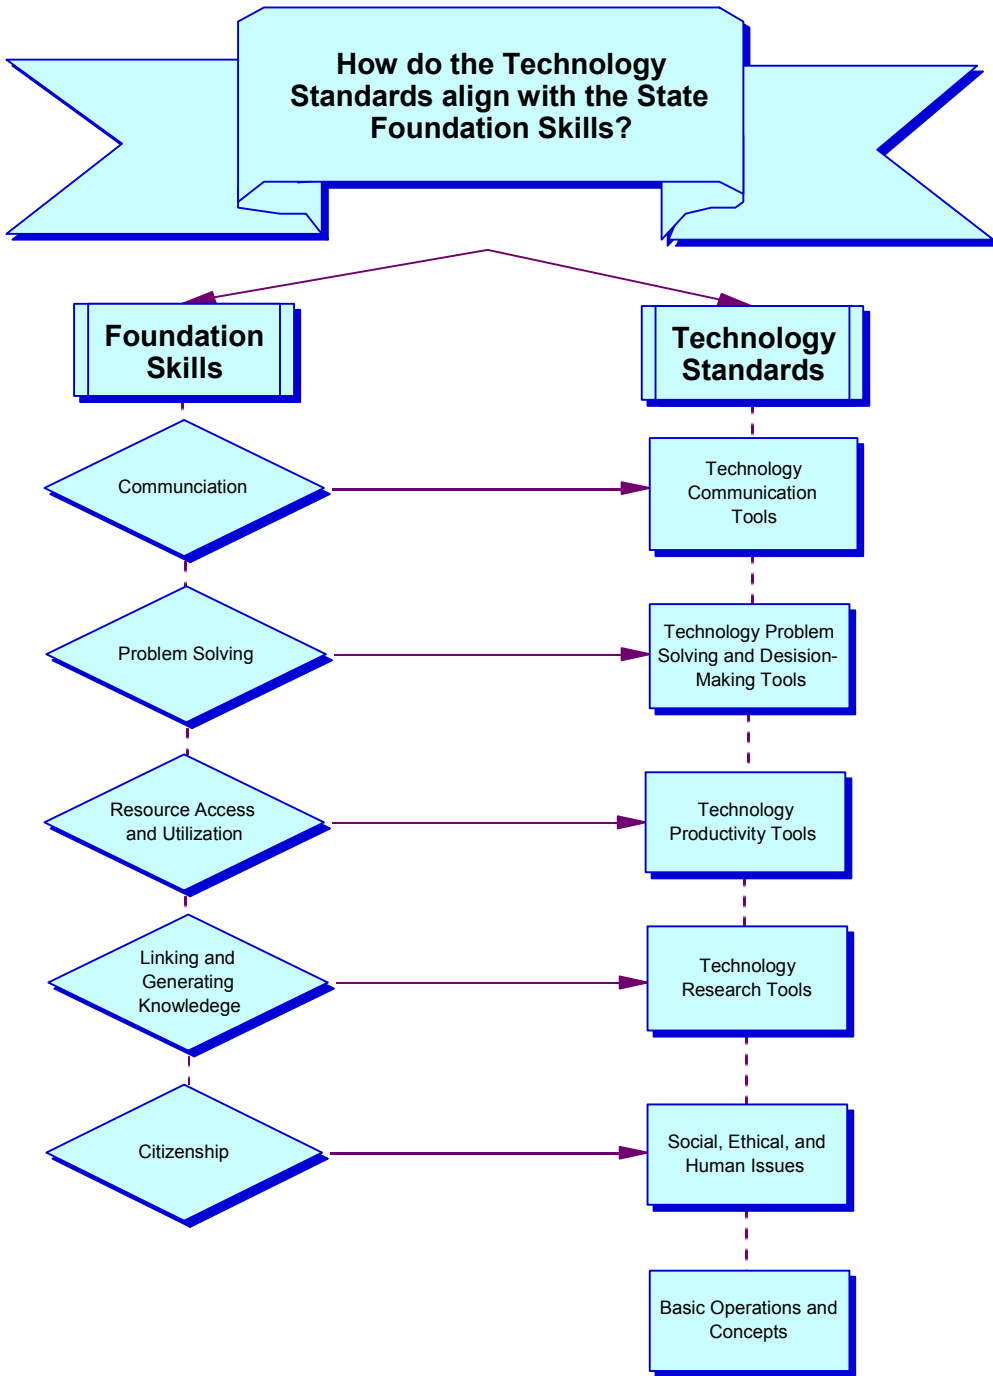 How do the Technology
Standards align with the State
Foundation Skills?
Foundation
Skills
Technology
Standards
Communciation
Technology
Communication
Tools
Problem Solving
Technology Problem
Solving and Desision-
Making Tools
Resource Access
and Utilization
Technology
Productivity Tools
Linking and
Generating
Knowledege
Technology
Research Tools
Citizenship
Social, Ethical, and
Human Issues
Basic Operations and
Concepts